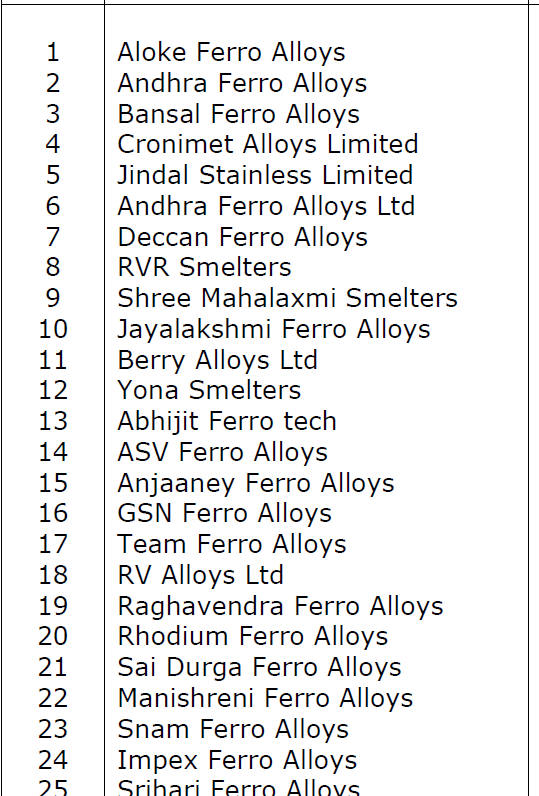 1 Aloke Ferro Alloys
2 Andhra Ferro Alloys
3 Bansal Ferro Alloys
4 Cronimet Alloys Limited
5 Jindal Stainless Limited
6 Andhra Ferro Alloys Ltd
7 Deccan Ferro Alloys
8 RVR Smelters
9 Shree Mahalaxmi Smelters
10 Jayalakshmi Ferro Alloys
11 Berry Alloys Ltd
12 Yona Smelters
13 Abhijit Ferro tech
14 ASV Ferro Alloys
15 Anjaaney Ferro Alloys
16 GSN Ferro Alloys
17 Team Ferro Alloys
18 RV Alloys Ltd
19 Raghavendra Ferro Alloys
20 Rhodium Ferro Alloys
21 Sai Durga Ferro Alloys
22 Manishreni Ferro Alloys
23 Snam Ferro Alloys
24 Impex Ferro Alloys
25 Srihari Ferro Alloys